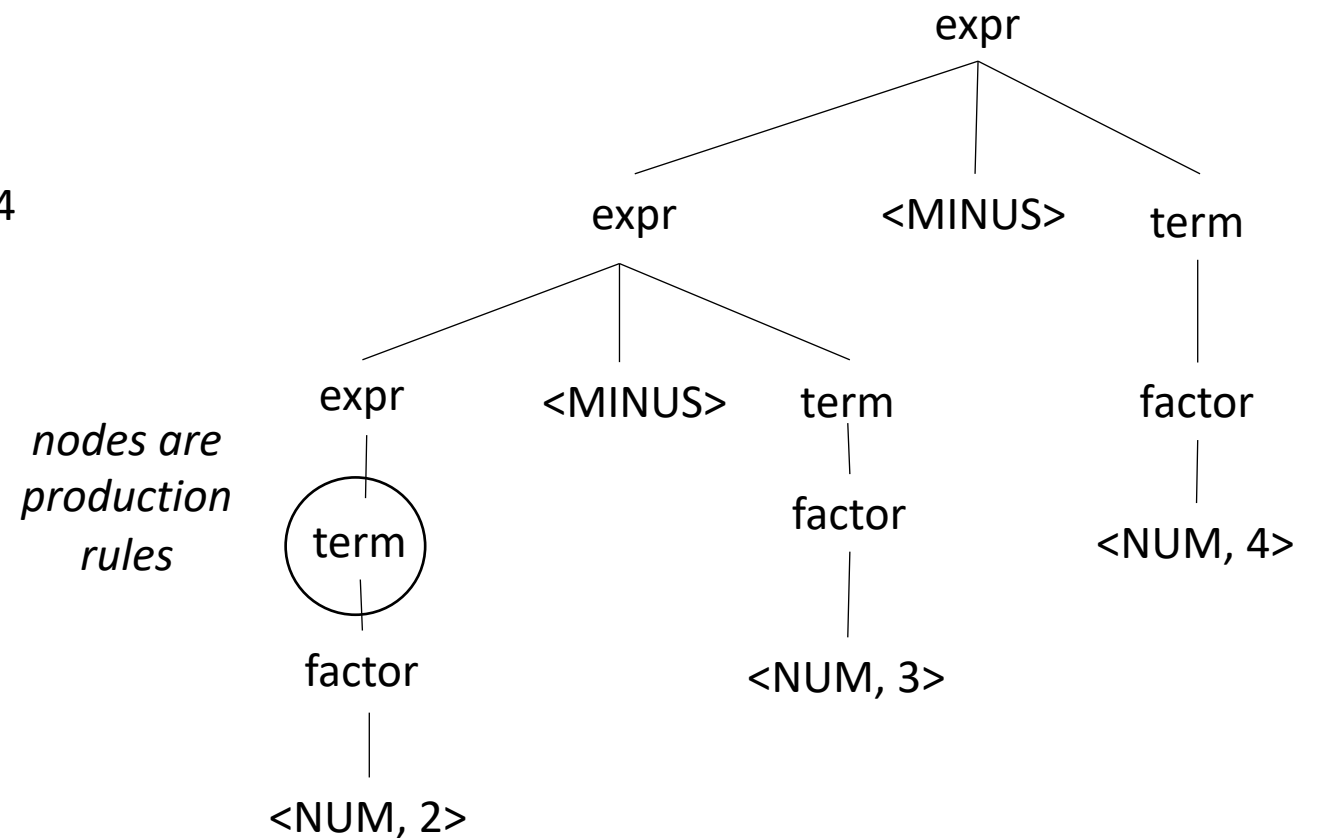 expr
4
expr <MINUS> term
expr <MINUS> term factor
nodes are
production
rules
term
factor
<NUM, 4>
factor
<NUM, 3>
<NUM, 2>